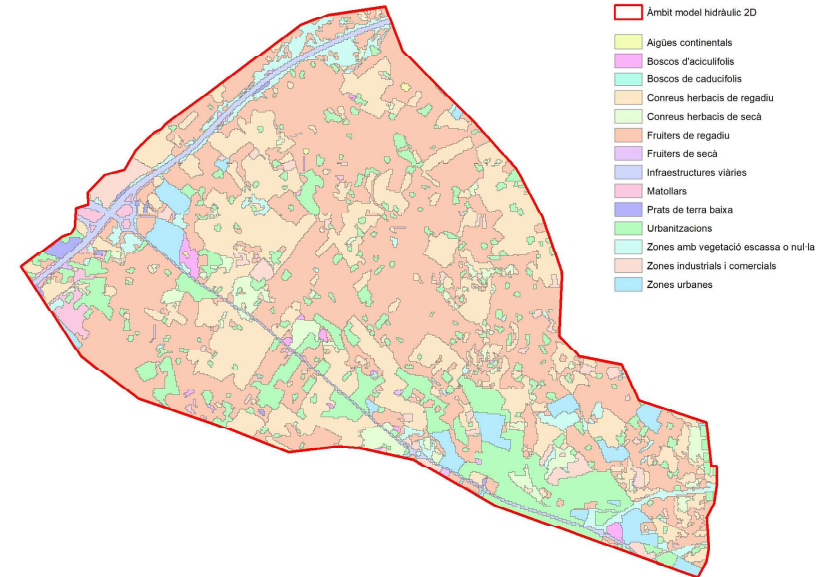 Àmbit model hidràulic 2D
Aigües continentals
Boscos d'aciculifolis
Boscos de caducifolis
Conreus herbacis de regadiu
Conreus herbacis de secà
Fruiters de regadiu
Fruiters de secà
Infraestructures viàries
Matollars
Prats de terra baixa
Urbanitzacions
Zones amb vegetació escassa o nul·la
Zones industrials i comercials
Zones urbanes